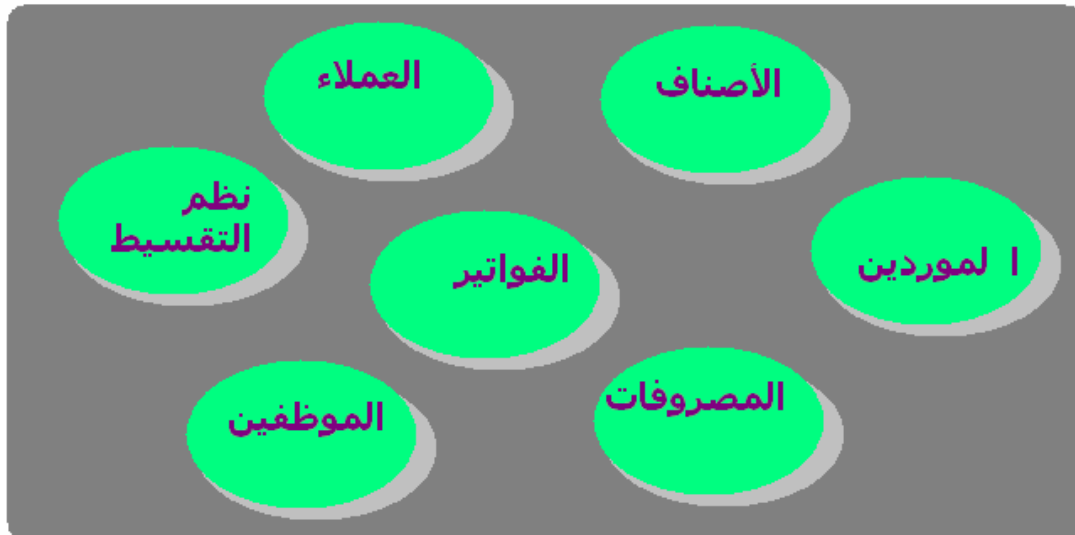 الأصناف
العملاء
نظم
التقسيط
الفواتير
ا لموردين
المصروفات
الموظفين